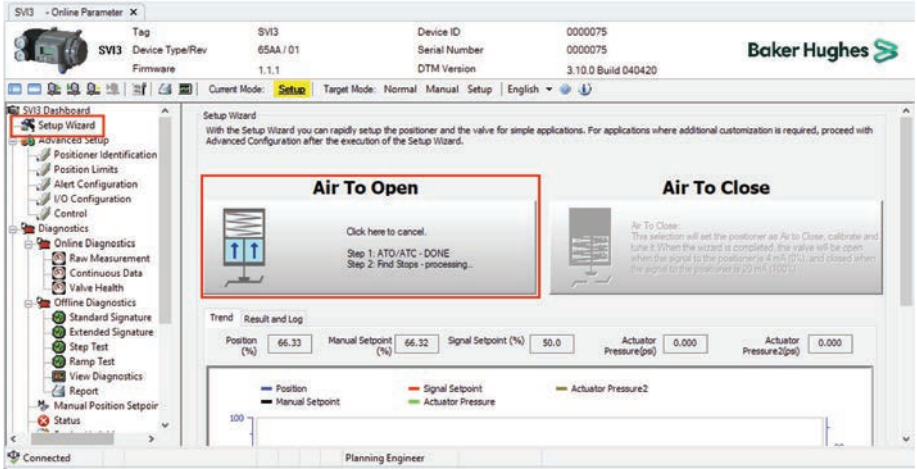 SVI3 - Online Parameter ×
Tag SVI3 Device ID 0000075
SVI3 Device Type/Rev 65AA / 01 Serial Number 0000075
Firmware 1.1.1 DTM Version 3.10.0 Build 040420
Baker Hughes
Current Mode: Setup Target Mode: Normal Manual Setup English
SVI3 Dashboard
Setup Wizard
Advanced Setup
Positioner Identification
Position Limits
Alert Configuration
I/O Configuration
Control
Diagnostics
Online Diagnostics
Raw Measurement
Continuous Data
Valve Health
Offline Diagnostics
Standard Signature
Extended Signature
Step Test
Ramp Test
View Diagnostics
Report
Manual Position Setpoir
Status
Setup Wizard
With the Setup Wizard you can rapidly setup the positioner and the valve for simple applications. For applications where additional customization is required, proceed with
Advanced Configuration after the execution of the Setup Wizard.
Air To Open
Click here to cancel.
Step 1: ATO/ATC - DONE
Step 2: Find Stops - processing..
Air To Close
Air To Close:
This selection will set the positioner as Air to Close, calibrate and
tune it. When the wizard is completed, the valve will be open
when the signal to the positioner is 4 mA (0%), and closed when
the signal to the positioner is 20 mA (100%)
Trend Result and Log
Position (%) 66.33 Manual Setpoint (%) 66.32 Signal Setpoint (%) 50.0 Actuator Pressure(psi) 0.000 Actuator Pressure2(psi) 0.000
Position Signal Setpoint Actuator Pressure2
Manual Setpoint Actuator Pressure
100
Connected Planning Engineer